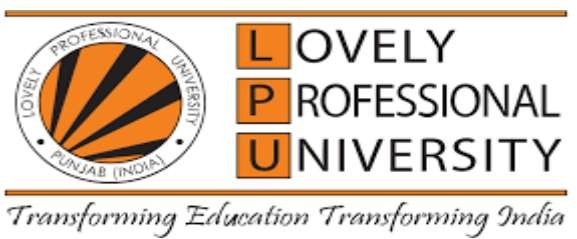 LOVELY PROFESSIONAL UNIVERSITY
PUNJAB (INDIA)
LOVELY
PROFESSIONAL
UNIVERSITY
Transforming Education Transforming India